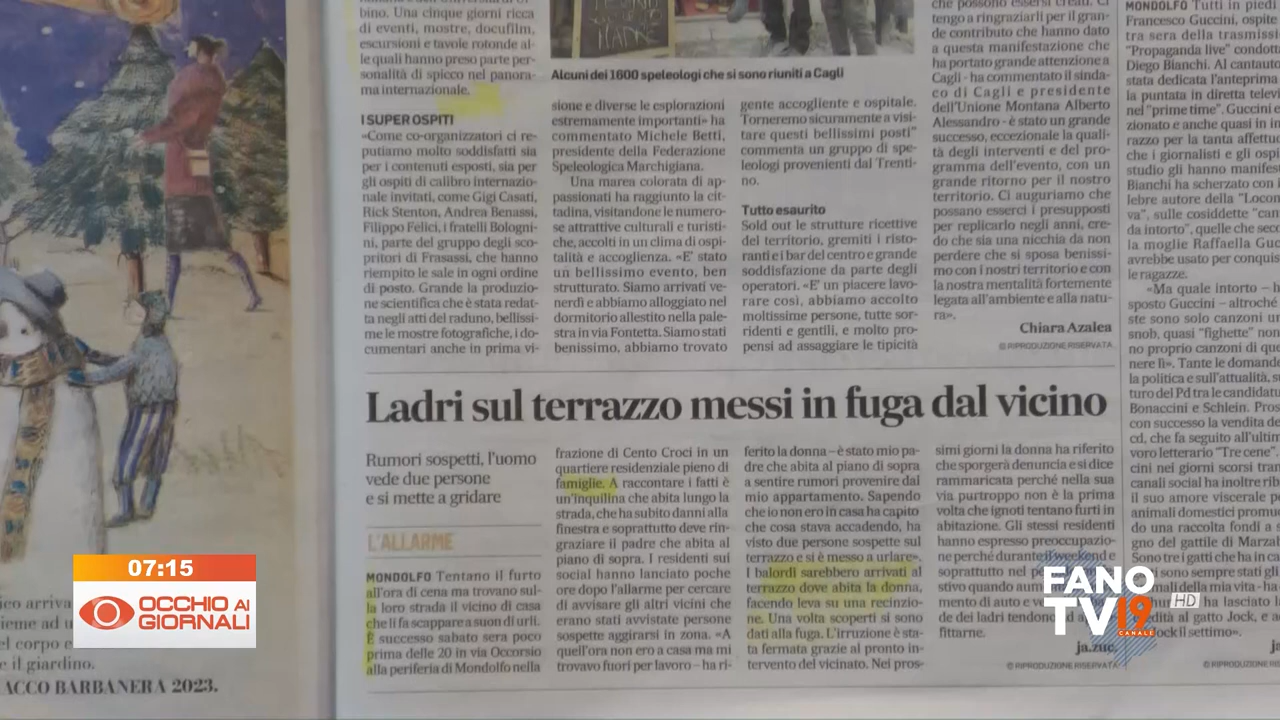 bino. Una cinque giorni ricca
di eventi, mostre, docufilm,
escursioni e tavole rotonde al-
le quali hanno preso parte per-
sonalità di spicco nel panora-
ma internazionale.
I SUPER OSPITI
«Come co-organizzatori ci re-
putiamo molto soddisfatti sia
per i contenuti esposti, sia per
gli ospiti di calibro internazio-
nale invitati, come Gigi Casati,
Rick Stenton, Andrea Benassi,
Filippo Felici, i fratelli Bologni-
ni, parte del gruppo degli sco-
pritori di Frasassi, che hanno
riempito le sale in ogni ordine
di posto. Grande la produzio-
ne scientifica che è stata redat-
ta negli atti del raduno, bellissi-
me le mostre fotografiche, i do-
cumentari anche in prima vi-
Alcuni dei 1600 speleologi che si sono riuniti a Cagli
sione e diverse le esplorazioni
estremamente importanti» ha
commentato Michele Betti,
presidente della Federazione
Speleologica Marchigiana.
Una marea colorata di ap-
passionati ha raggiunto la cit-
tadina, visitandone le numero-
se attrattive culturali e turisti-
che, accolti in un clima di ospi-
talità e accoglienza. «E' stato
un bellissimo evento, ben
strutturato. Siamo arrivati ve-
nerdì e abbiamo alloggiato nel
dormitorio allestito nella pale-
stra in via Fontetta. Siamo stati
benissimo, abbiamo trovato
gente accogliente e ospitale.
Torneremo sicuramente a visi-
tare questi bellissimi posti”
commenta un gruppo di spe-
leologi provenienti dal Trenti-
no.
Tutto esaurito
Sold out le strutture ricettive
del territorio, gremiti i risto-
ranti e i bar del centro e grande
soddisfazione da parte degli
operatori. «E' un piacere lavo-
rare così, abbiamo accolto
moltissime persone, tutte sor-
ridenti e gentili, e molto pro-
pensi ad assaggiare le tipicità
che possono essersi creati. Ci
tengo a ringraziarli per il gran-
de contributo che hanno dato
a questa manifestazione che
ha portato grande attenzione a
Cagli - ha commentato il sinda-
co di Cagli e presidente
dell'Unione Montana Alberto
Alessandro - è stato un grande
successo, eccezionale la quali-
tà degli interventi e del pro-
gramma dell'evento, con un
grande ritorno per il nostro
territorio. Ci auguriamo che
possano esserci i presupposti
per replicarlo negli anni, cre-
do che sia una nicchia da non
perdere che si sposa benissi-
mo con i nostri territorio e con
la nostra mentalità fortemente
legata all'ambiente e alla natu-
ra».
Chiara Azalea
© RIPRODUZIONE RISERVATA
Ladri sul terrazzo messi in fuga dal vicino
Rumori sospetti, l'uomo
vede due persone
e si mette a gridare
L'ALLARME
MONDOLFO Tentano il furto
all'ora di cena ma trovano sul-
la loro strada il vicino di casa
che li fa scappare a suon di urli.
È successo sabato sera poco
prima delle 20 in via Occorsio
alla periferia di Mondolfo nella
frazione di Cento Croci in un
quartiere residenziale pieno di
famiglie. A raccontare i fatti è
un'inquilina che abita lungo la
strada, che ha subito danni alla
finestra e soprattutto deve rin-
graziare il padre che abita al
piano di sopra. I residenti sui
social hanno lanciato poche
ore dopo l'allarme per cercare
di avvisare gli altri vicini che
erano stati avvistate persone
sospette aggirarsi in zona. «A
quell'ora non ero a casa ma mi
trovavo fuori per lavoro – ha ri-
ferito la donna – è stato mio pa-
dre che abita al piano di sopra
a sentire rumori provenire dal
mio appartamento. Sapendo
che io non ero in casa ha capito
che cosa stava accadendo, ha
visto due persone sospette sul
terrazzo e si è messo a urlare».
I balordi sarebbero arrivati al
terrazzo dove abita la donna,
facendo leva su una recinzio-
ne. Una volta scoperti si sono
dati alla fuga. L'irruzione è sta-
ta fermata grazie al pronto in-
tervento del vicinato. Nei pros-
simi giorni la donna ha riferito
che sporgerà denuncia e si dice
rammaricata perché nella sua
via purtroppo non è la prima
volta che ignoti tentano furti in
abitazione. Gli stessi residenti
hanno espresso preoccupazio-
ne perché durante il weekend e
soprattutto nel
stivo quando
mento di auto e
de dei ladri tendono ad
fittarne.
ja.zuc.
© RIPRODUZIONE RISERVATA
MONDOLFO Tutti in piedi
Francesco Guccini, ospite
tra sera della trasmiss
“Propaganda live” condott
Diego Bianchi. Al cantauto
stata dedicata l'anteprima
la puntata in diretta televi
nel "prime time". Guccini
zionato e anche quasi in in
razzo per la tanta affettu
che i giornalisti e gli ospi
studio gli hanno manifes
Bianchi ha scherzato con
lebre autore della “Locon
va", sulle cosiddette "can
da intorto", quelle che seco
la moglie Raffaella Guc
avrebbe usato per conquis
le ragazze.
«Ma quale intorto –
sposto Guccini – altroché
ste sono solo canzoni un
snob, quasi "fighette" non
no proprio canzoni di que
nere lì». Tante le domande
la politica e sull'attualità, su
turo del Pd tra le candidatu
Bonaccini e Schlein. Pros
con successo la vendita de
cd, che fa seguito all'ultim
voro letterario "Tre cene".
cini nei giorni scorsi tran
canali social ha inoltre rib
il suo amore viscerale p
animali domestici promu
do una raccolta fondi a
gno del gattile di Marzab
Sono tre i gatti che ha in ca
sono sempre stati gli
della mia vita - ha
ha lasciato
al gatto Jock, e
il settimo».
07:15
OCCHIO AI
GIORNALI
corpo e
e il giardino.
ACCO BARBANERA 2023.
FANO
TV19
CANALE
HD